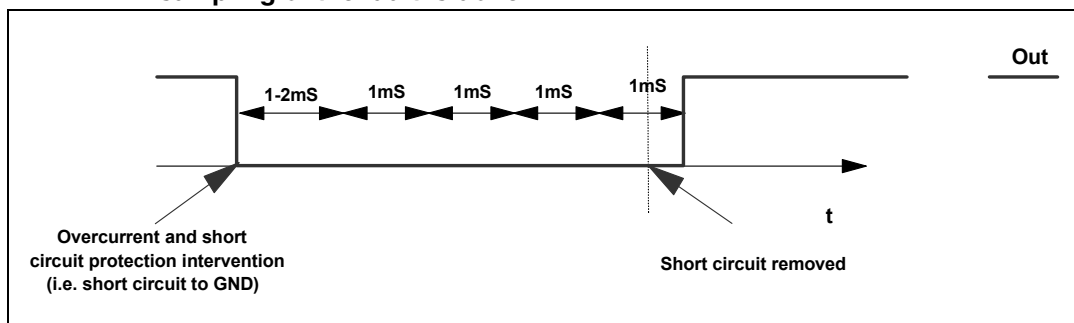 Out
1-2mS
1mS
1mS
1mS
1mS
t
Overcurrent and short
circuit protection intervention
(i.e. short circuit to GND)
Short circuit removed